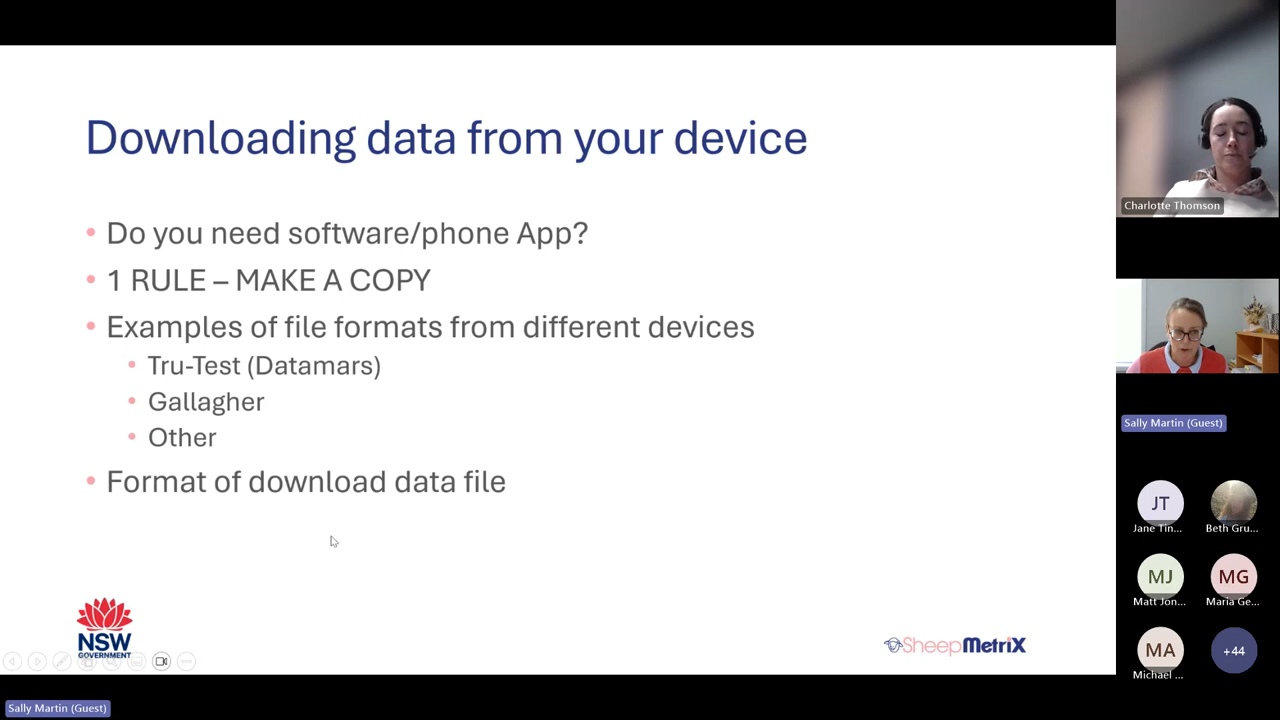 Downloading data from your device
• Do you need software/phone App?
• 1 RULE – MAKE A COPY
• Examples of file formats from different devices
• Tru-Test (Datamars)
• Gallagher
• Other
• Format of download data file
NSW
GOVERNMENT
SheepMetriX
Sally Martin (Guest)
Charlotte Thomson
Sally Martin (Guest)
JT
Jane Tin...
Beth Gru...
MJ
Matt Jon...
MG
Maria Ge...
MA
Michael ...
+44